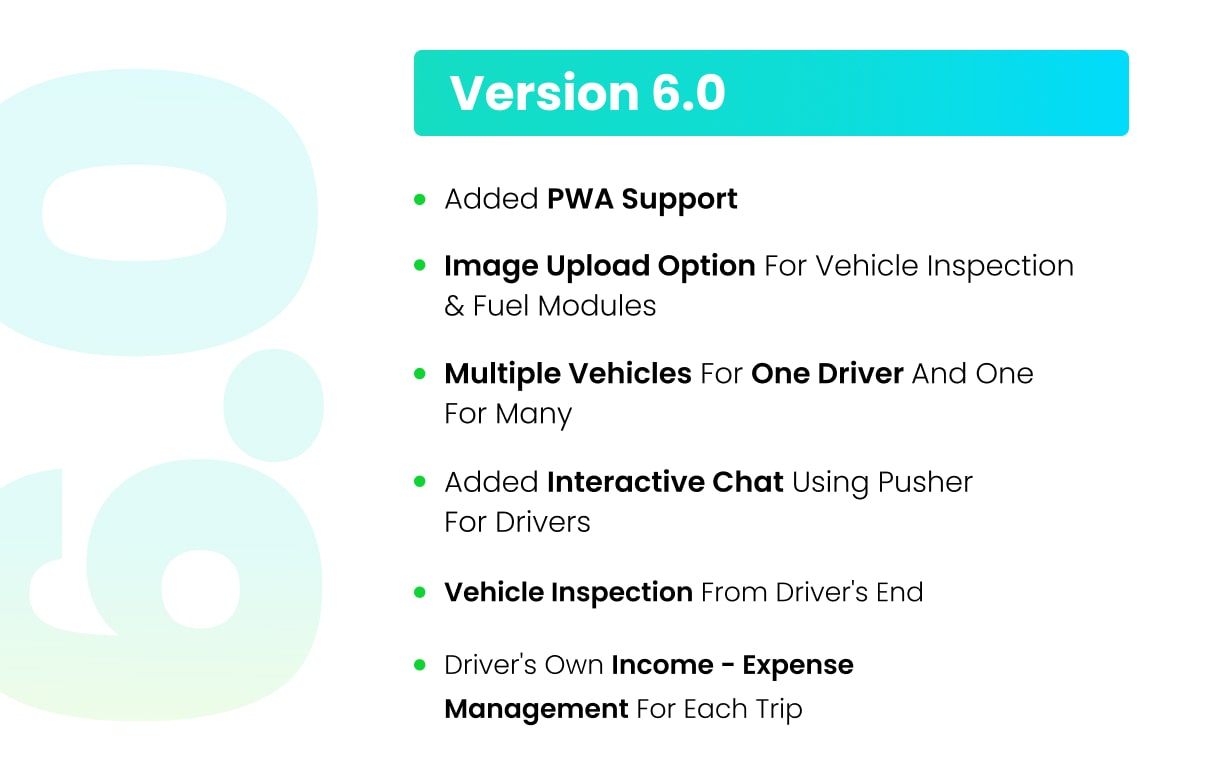 6.0
Version 6.0
Added PWA Support
Image Upload Option For Vehicle Inspection
& Fuel Modules
Multiple Vehicles For One Driver And One
For Many
Added Interactive Chat Using Pusher
For Drivers
Vehicle Inspection From Driver's End
Driver's Own Income - Expense
Management For Each Trip